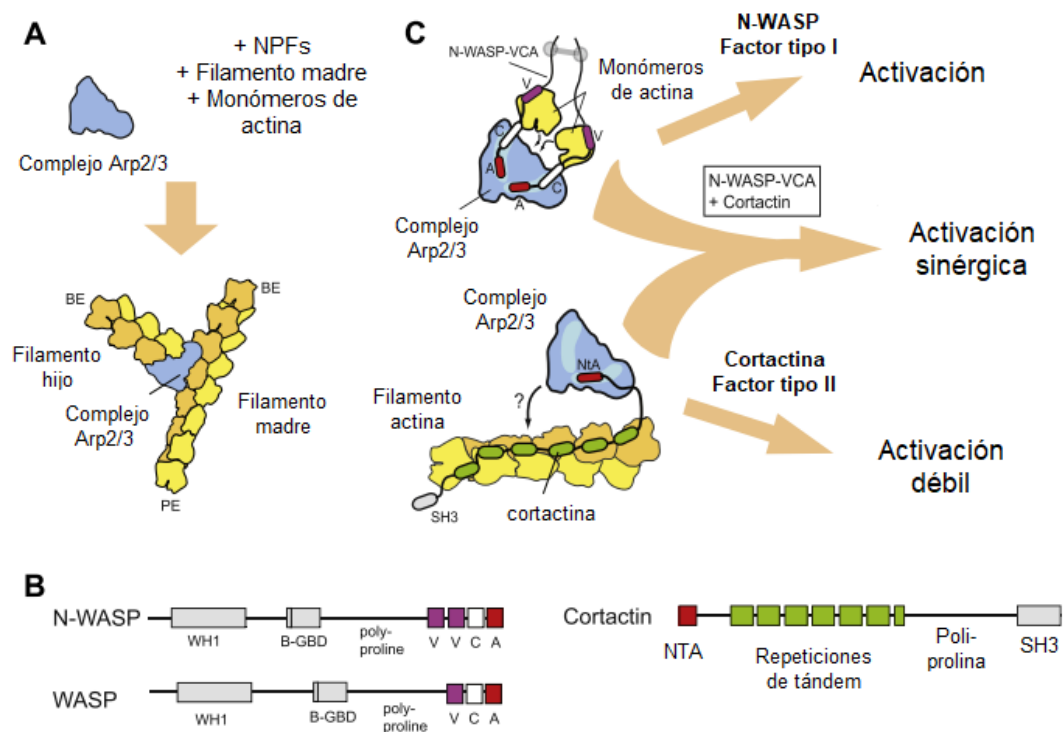 A
+ NPFs
+ Filamento madre
+ Monómeros de
actina
Complejo Arp2/3
BE
BE
Filamento
hijo
Complejo
Arp2/3
Filamento
madre
PE
C
N-WASP-VCA
V
Monómeros
de actina
V
C
A
A
C
Complejo
Arp2/3
N-WASP
Factor tipo I
Activación
N-WASP-VCA
+ Cortactin
Activación
sinérgica
Complejo
Arp2/3
NtA
Filamento
actina
?
SH3
cortactina
Cortactina
Factor tipo II
Activación
débil
B
N-WASP
WH1
B-GBD
poly-
proline
V V C A
WASP
WH1
B-GBD
poly-
proline
V C A
Cortactin
NTA
Repeticiones
de tándem
Poli-
prolina
SH3